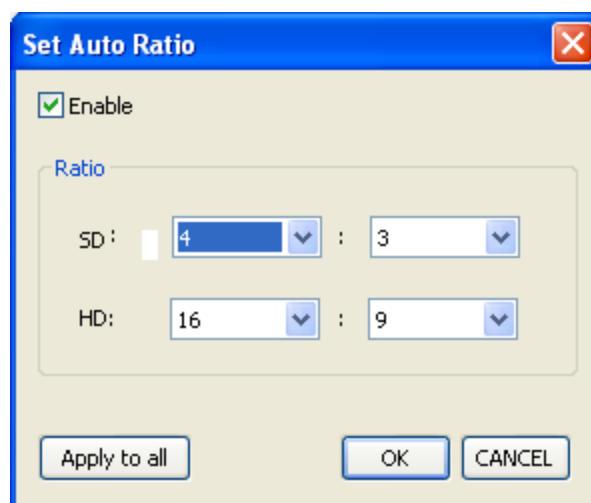 Set Auto Ratio
Enable
Ratio
SD: 4 : 3
HD: 16 : 9
Apply to all OK CANCEL